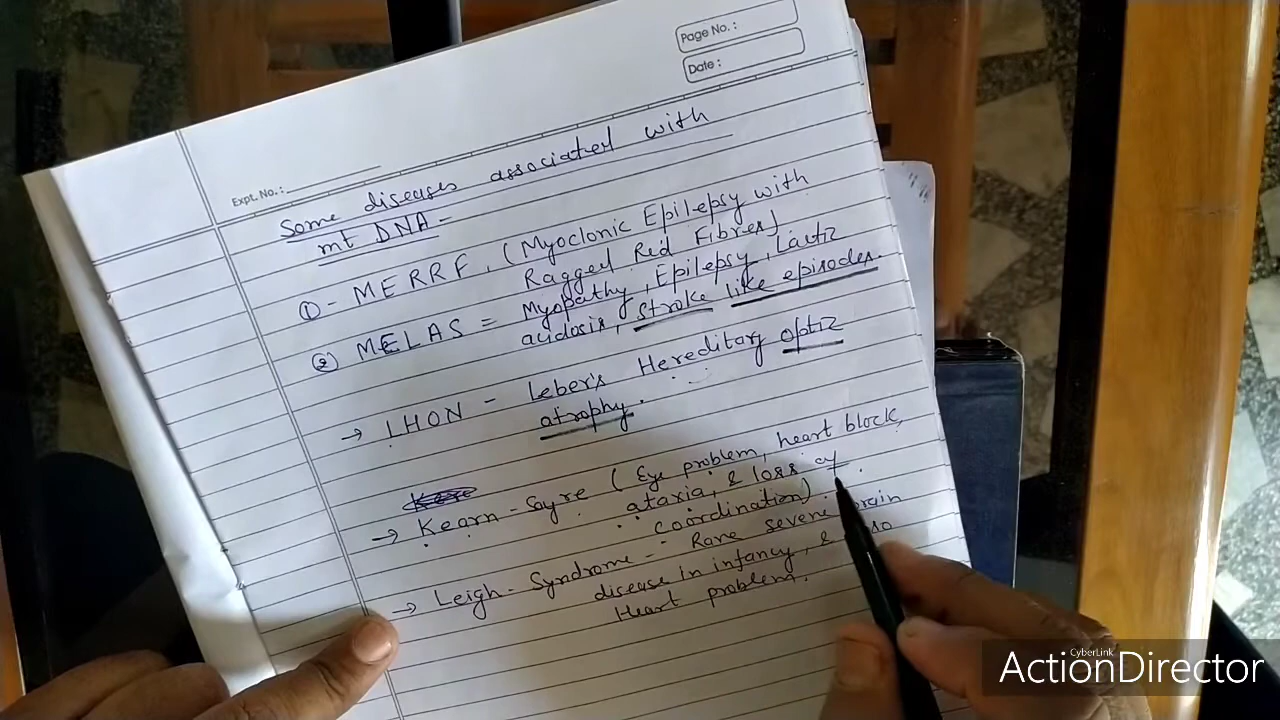 Page No. :
Date :
Expt. No. :
Some diseases associated with
mt DNA -
① - MERRF, (Myoclonic Epilepsy with
Ragged Red Fibres)
② MELAS = Myopathy, Epilepsy, Lactic
acidosis, stroke like episodes.
→ LHON - Leber's Hereditary optic
atrophy.
→ Kearn - Sayre (Eye problem, heart block,
ataxia, & loss of
coordination).
→ Leigh - Syndrome - Rare severe brain
disease in infancy, &
Heart problem.
CyberLink
ActionDirector